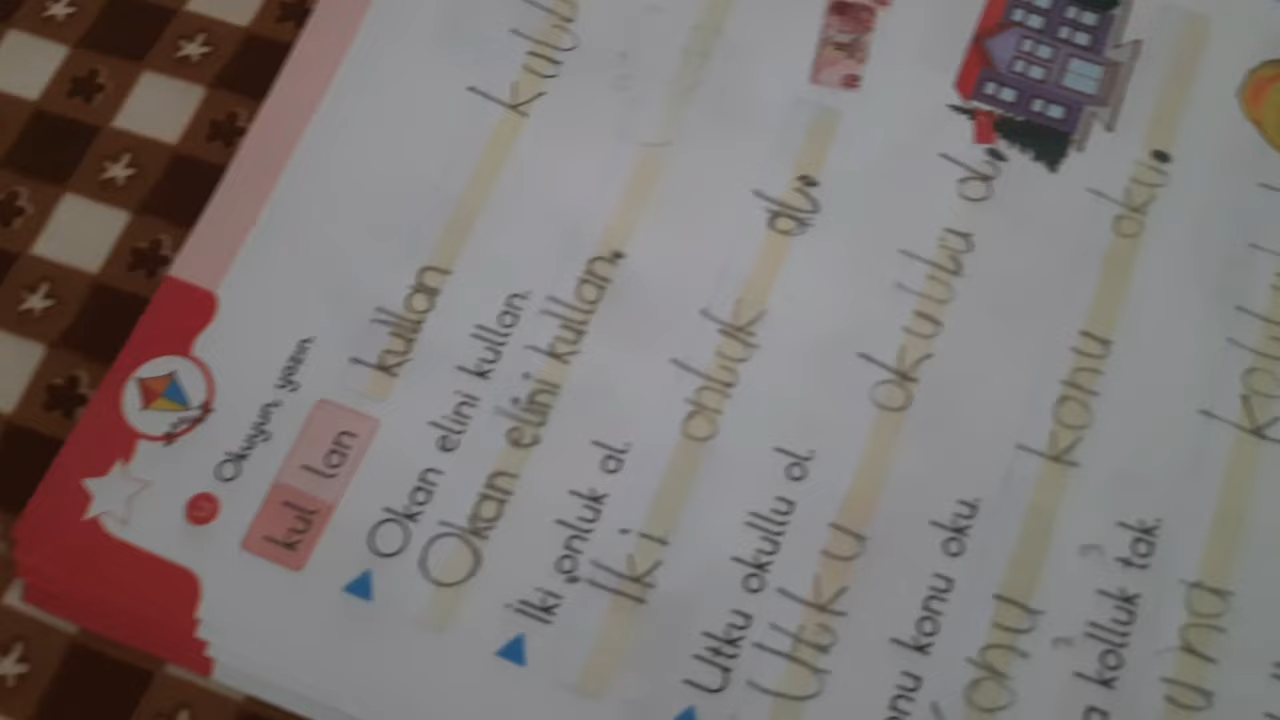 Okuyun, yazın.
kul lan kullan kullan
Okan elini kullan.
Okan elini kullan.
İki onluk al.
İki onluk al.
Utku okullu ol.
Utku okullu ol.
konu oku.
konu oku.
kolluk tak.